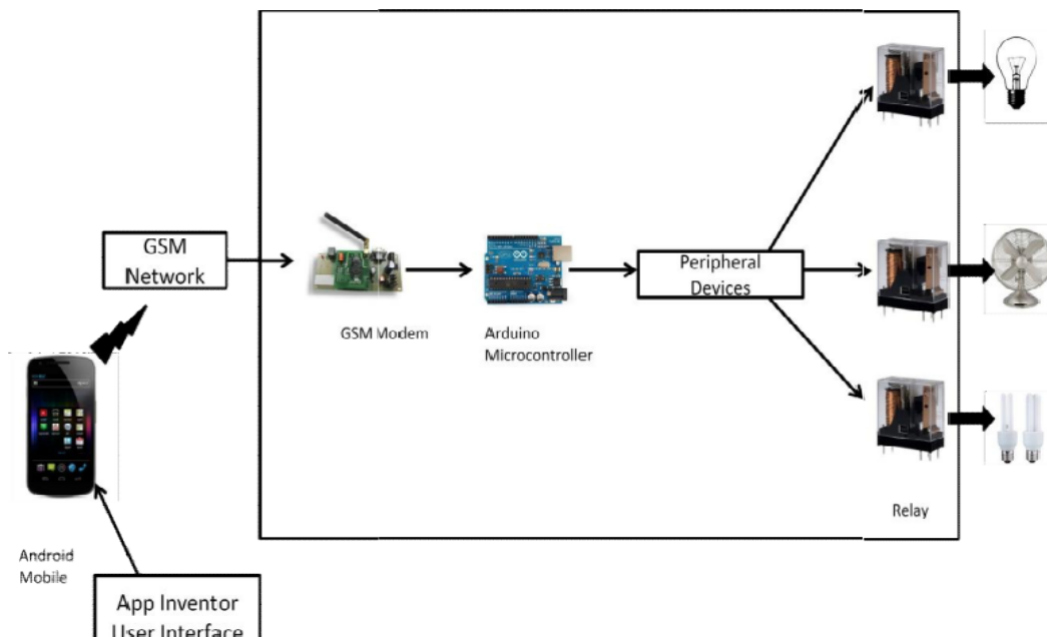 GSM
Network
GSM Modem
Arduino
Microcontroller
Peripheral
Devices
Relay
Android
Mobile
App Inventor
User Interface